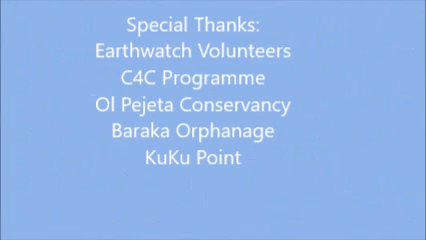 Special Thanks:
Earthwatch Volunteers
C4C Programme
Ol Pejeta Conservancy
Baraka Orphanage
KuKu Point